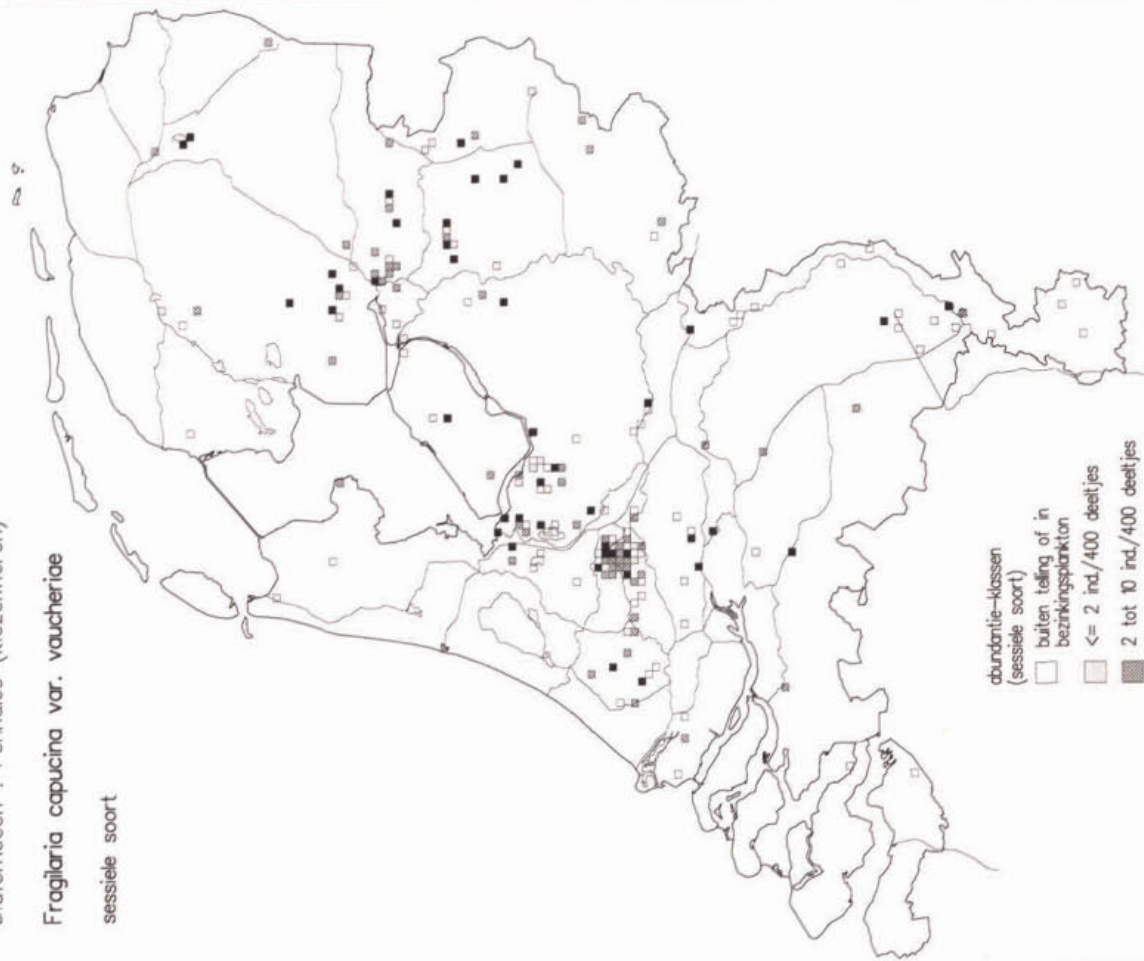 Fragilaria capucina var. vaucheriae
sessiele soort
abundantie-klassen
(sessiele soort)
buiten telling of in
bezinkingsplankton
<= 2 ind./400 deeltjes
2 tot 10 ind./400 deeltjes